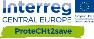 Interreg
CENTRAL EUROPE
ProteCHt2save